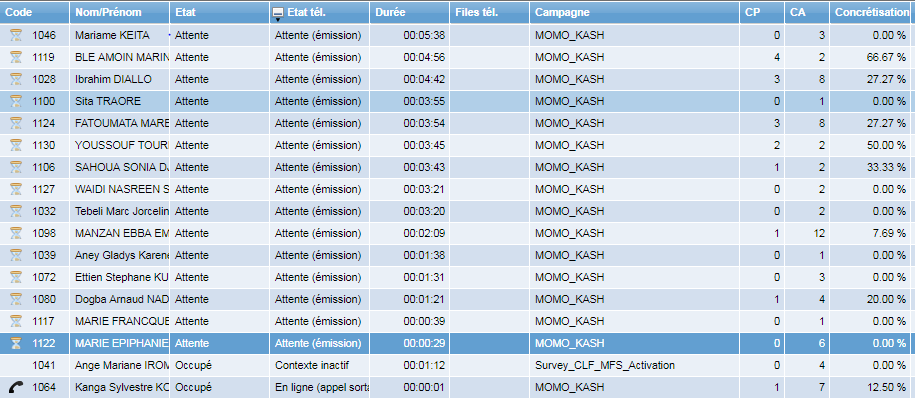 Code Nom/Prénom Etat Etat tél. Durée Files tél. Campagne CP CA Concrétisation
1046 Mariame KEITA Attente Attente (émission) 00:05:38 MOMO_KASH 0 3 0.00 %
1119 BLE AMOIN MARIN Attente Attente (émission) 00:04:56 MOMO_KASH 4 2 66.67 %
1028 Ibrahim DIALLO Attente Attente (émission) 00:04:42 MOMO_KASH 3 8 27.27 %
1100 Sita TRAORE Attente Attente (émission) 00:03:55 MOMO_KASH 0 1 0.00 %
1124 FATOUMATA MARE Attente Attente (émission) 00:03:54 MOMO_KASH 3 8 27.27 %
1130 YOUSSOUF TOUR Attente Attente (émission) 00:03:45 MOMO_KASH 2 2 50.00 %
1106 SAHOUA SONIA D Attente Attente (émission) 00:03:43 MOMO_KASH 1 2 33.33 %
1127 WAIDI NASREEN S Attente Attente (émission) 00:03:21 MOMO_KASH 0 2 0.00 %
1032 Tebeli Marc Jorcelin Attente Attente (émission) 00:03:20 MOMO_KASH 0 2 0.00 %
1098 MANZAN EBBA EM Attente Attente (émission) 00:02:09 MOMO_KASH 1 12 7.69 %
1039 Aney Gladys Karen Attente Attente (émission) 00:01:38 MOMO_KASH 0 1 0.00 %
1072 Ettien Stephane KU Attente Attente (émission) 00:01:31 MOMO_KASH 0 3 0.00 %
1080 Dogba Arnaud NAD Attente Attente (émission) 00:01:21 MOMO_KASH 1 4 20.00 %
1117 MARIE FRANCQUE Attente Attente (émission) 00:00:39 MOMO_KASH 0 1 0.00 %
1122 MARIE EPIPHANIE Attente Attente (émission) 00:00:29 MOMO_KASH 0 6 0.00 %
1041 Ange Mariane IROM Occupé Contexte inactif 00:01:12 Survey_CLF_MFS_Activation 0 4 0.00 %
1064 Kanga Sylvestre KO Occupé En ligne (appel sort 00:00:01 MOMO_KASH 1 7 12.50 %